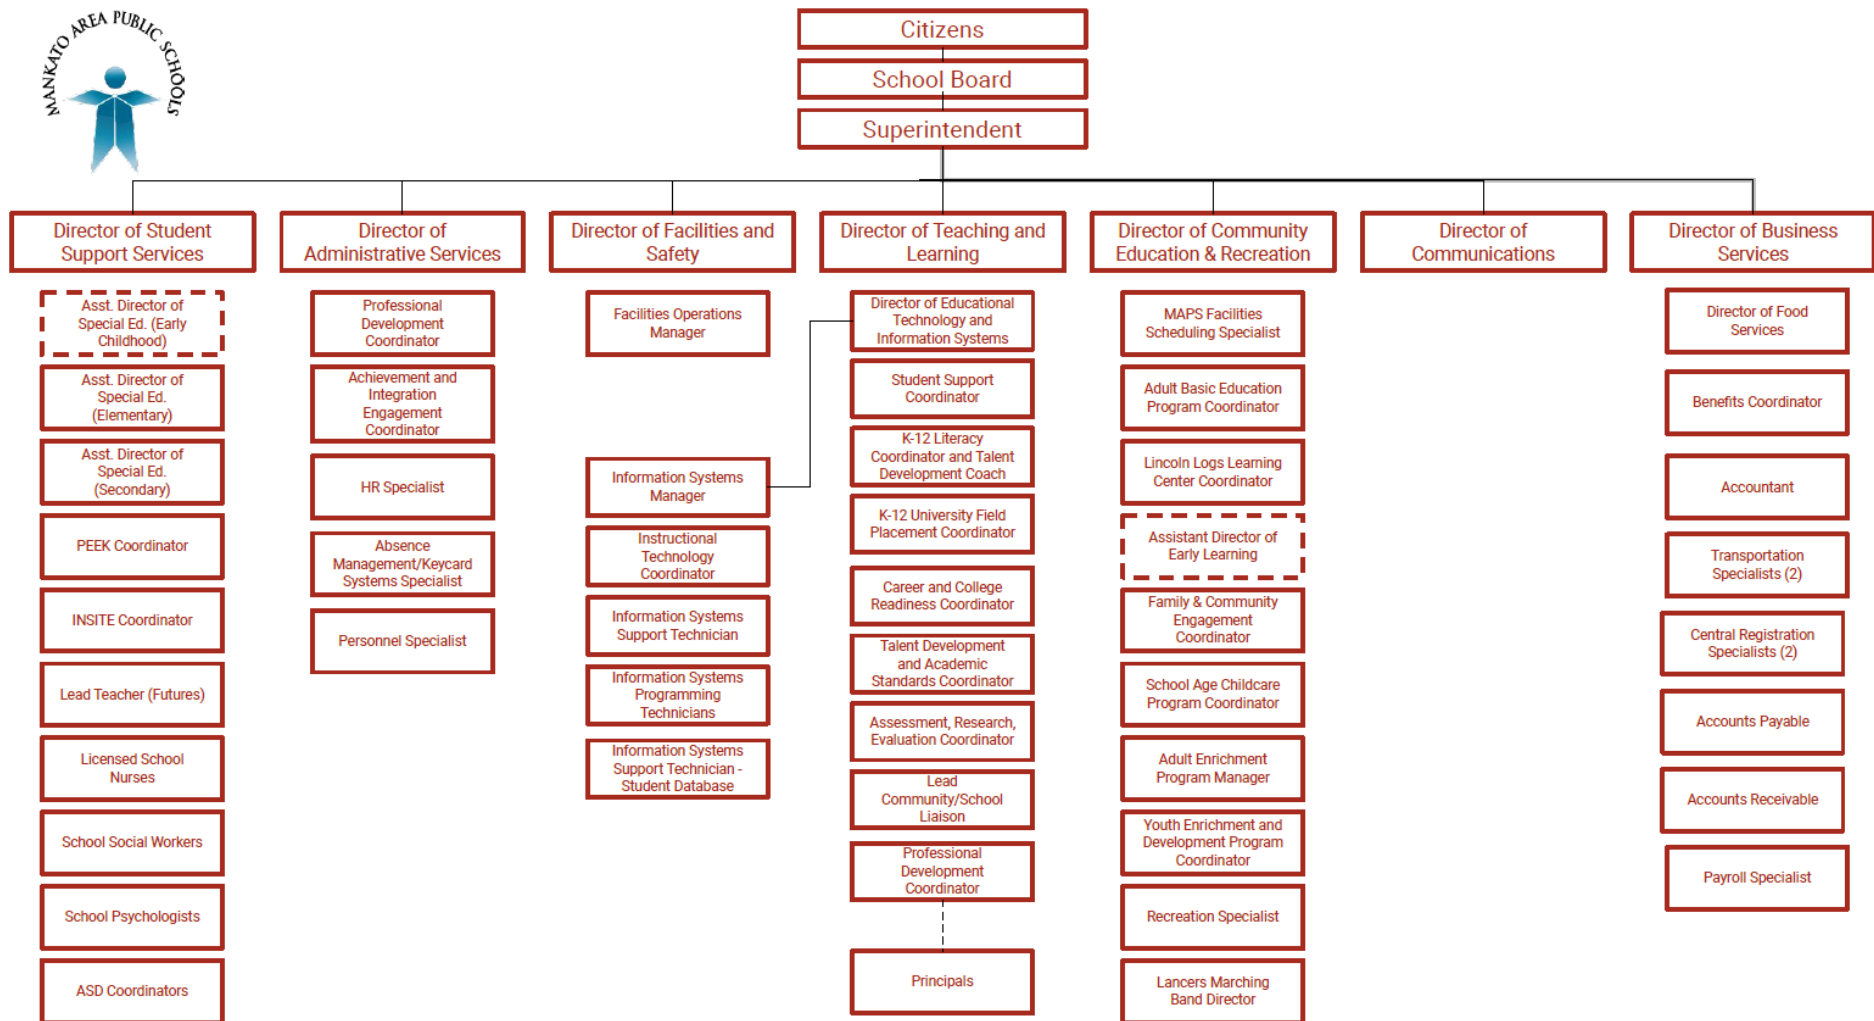 MANKATO AREA PUBLIC SCHOOLS
Citizens
School Board
Superintendent
Director of Student
Support Services
Asst. Director of
Special Ed. (Early
Childhood)
Asst. Director of
Special Ed.
(Elementary)
Asst. Director of
Special Ed.
(Secondary)
PEEK Coordinator
INSITE Coordinator
Lead Teacher (Futures)
Licensed School
Nurses
School Social Workers
School Psychologists
ASD Coordinators
Director of
Administrative Services
Professional
Development
Coordinator
Achievement and
Integration
Engagement
Coordinator
HR Specialist
Absence
Management/Keycard
Systems Specialist
Personnel Specialist
Director of Facilities and
Safety
Facilities Operations
Manager
Information Systems
Manager
Instructional
Technology
Coordinator
Information Systems
Support Technician
Information Systems
Programming
Technicians
Information Systems
Support Technician -
Student Database
Director of Teaching and
Learning
Director of Educational
Technology and
Information Systems
Student Support
Coordinator
K-12 Literacy
Coordinator and Talent
Development Coach
K-12 University Field
Placement Coordinator
Career and College
Readiness Coordinator
Talent Development
and Academic
Standards Coordinator
Assessment, Research,
Evaluation Coordinator
Lead
Community/School
Liaison
Professional
Development
Coordinator
Principals
Director of Community
Education & Recreation
MAPS Facilities
Scheduling Specialist
Adult Basic Education
Program Coordinator
Lincoln Logs Learning
Center Coordinator
Assistant Director of
Early Learning
Family & Community
Engagement
Coordinator
School Age Childcare
Program Coordinator
Adult Enrichment
Program Manager
Youth Enrichment and
Development Program
Coordinator
Recreation Specialist
Lancers Marching
Band Director
Director of
Communications
Director of Business
Services
Director of Food
Services
Benefits Coordinator
Accountant
Transportation
Specialists (2)
Central Registration
Specialists (2)
Accounts Payable
Accounts Receivable
Payroll Specialist